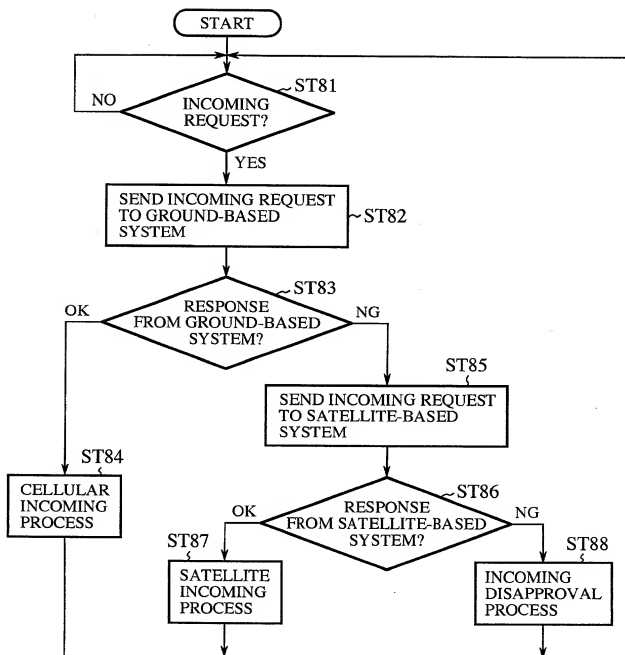 START
ST81
NO
INCOMING
REQUEST?
YES
SEND INCOMING REQUEST
TO GROUND-BASED
SYSTEM
ST82
ST83
OK
RESPONSE
FROM GROUND-BASED
SYSTEM?
NG
ST85
SEND INCOMING REQUEST
TO SATELLITE-BASED
SYSTEM
ST84
CELLULAR
INCOMING
PROCESS
ST86
OK
RESPONSE
FROM SATELLITE-BASED
SYSTEM?
NG
ST87
SATELLITE
INCOMING
PROCESS
ST88
INCOMING
DISAPPROVAL
PROCESS